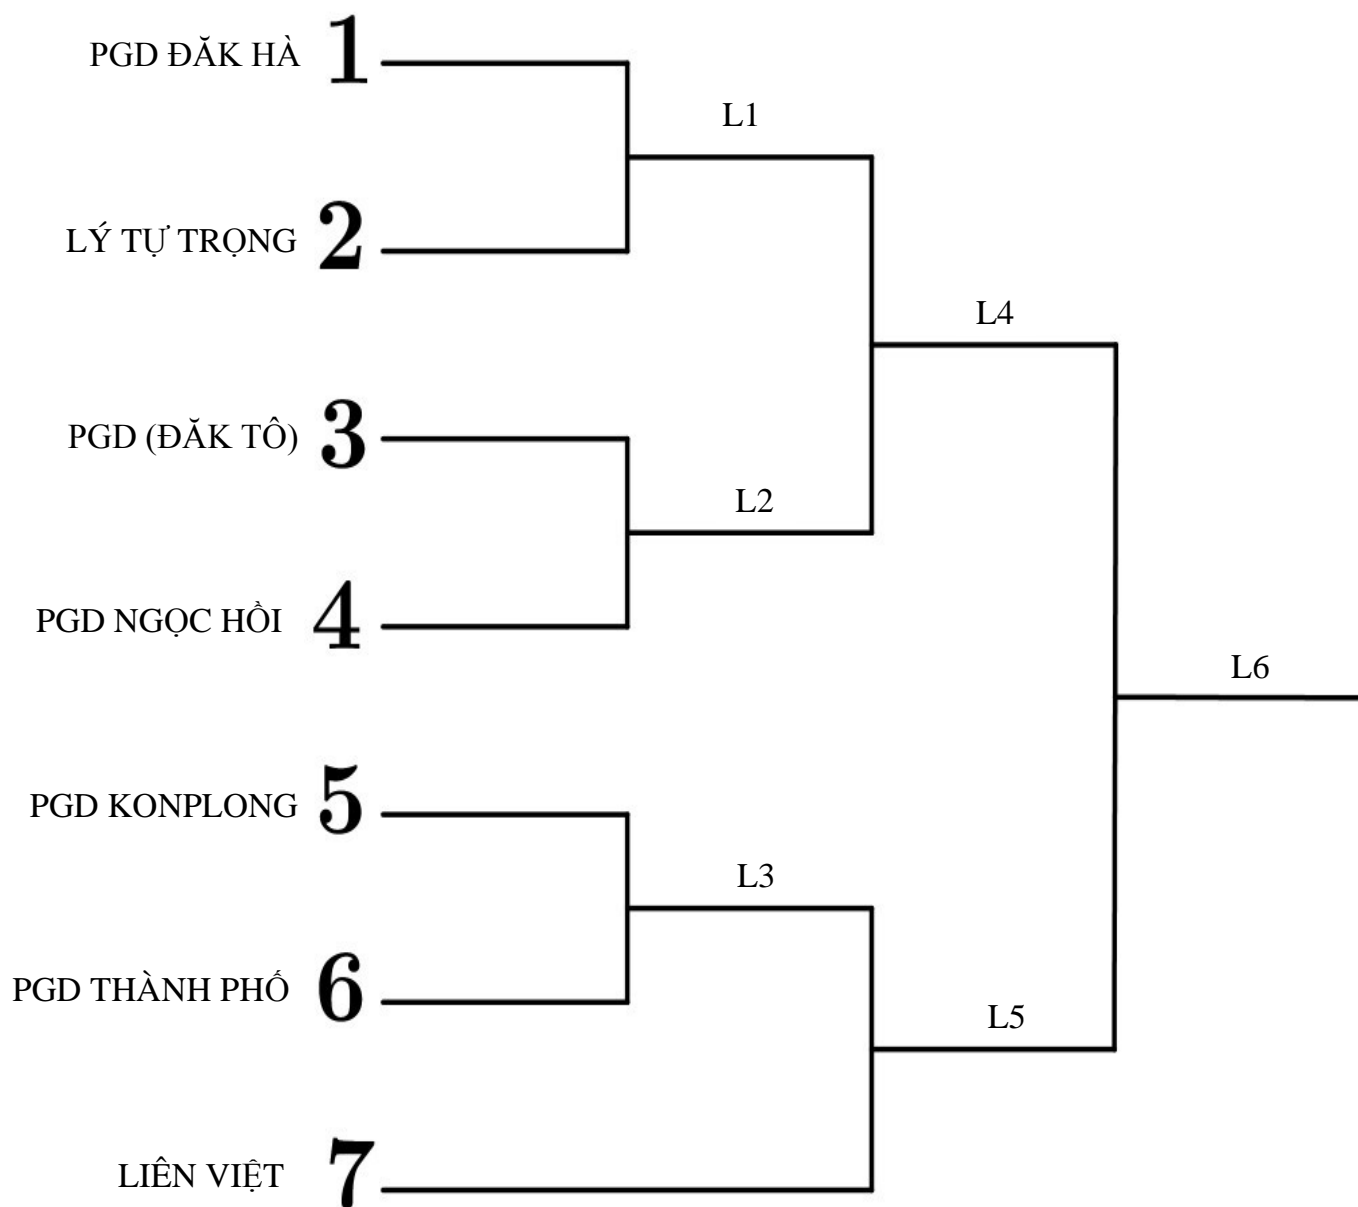 PGD ĐĂK HÀ 1
L1
LÝ TỰ TRỌNG 2
L4
PGD (ĐĂK TÔ) 3
L2
PGD NGỌC HỒI 4
L6
PGD KONPLONG 5
L3
PGD THÀNH PHỐ 6
L5
LIÊN VIỆT 7